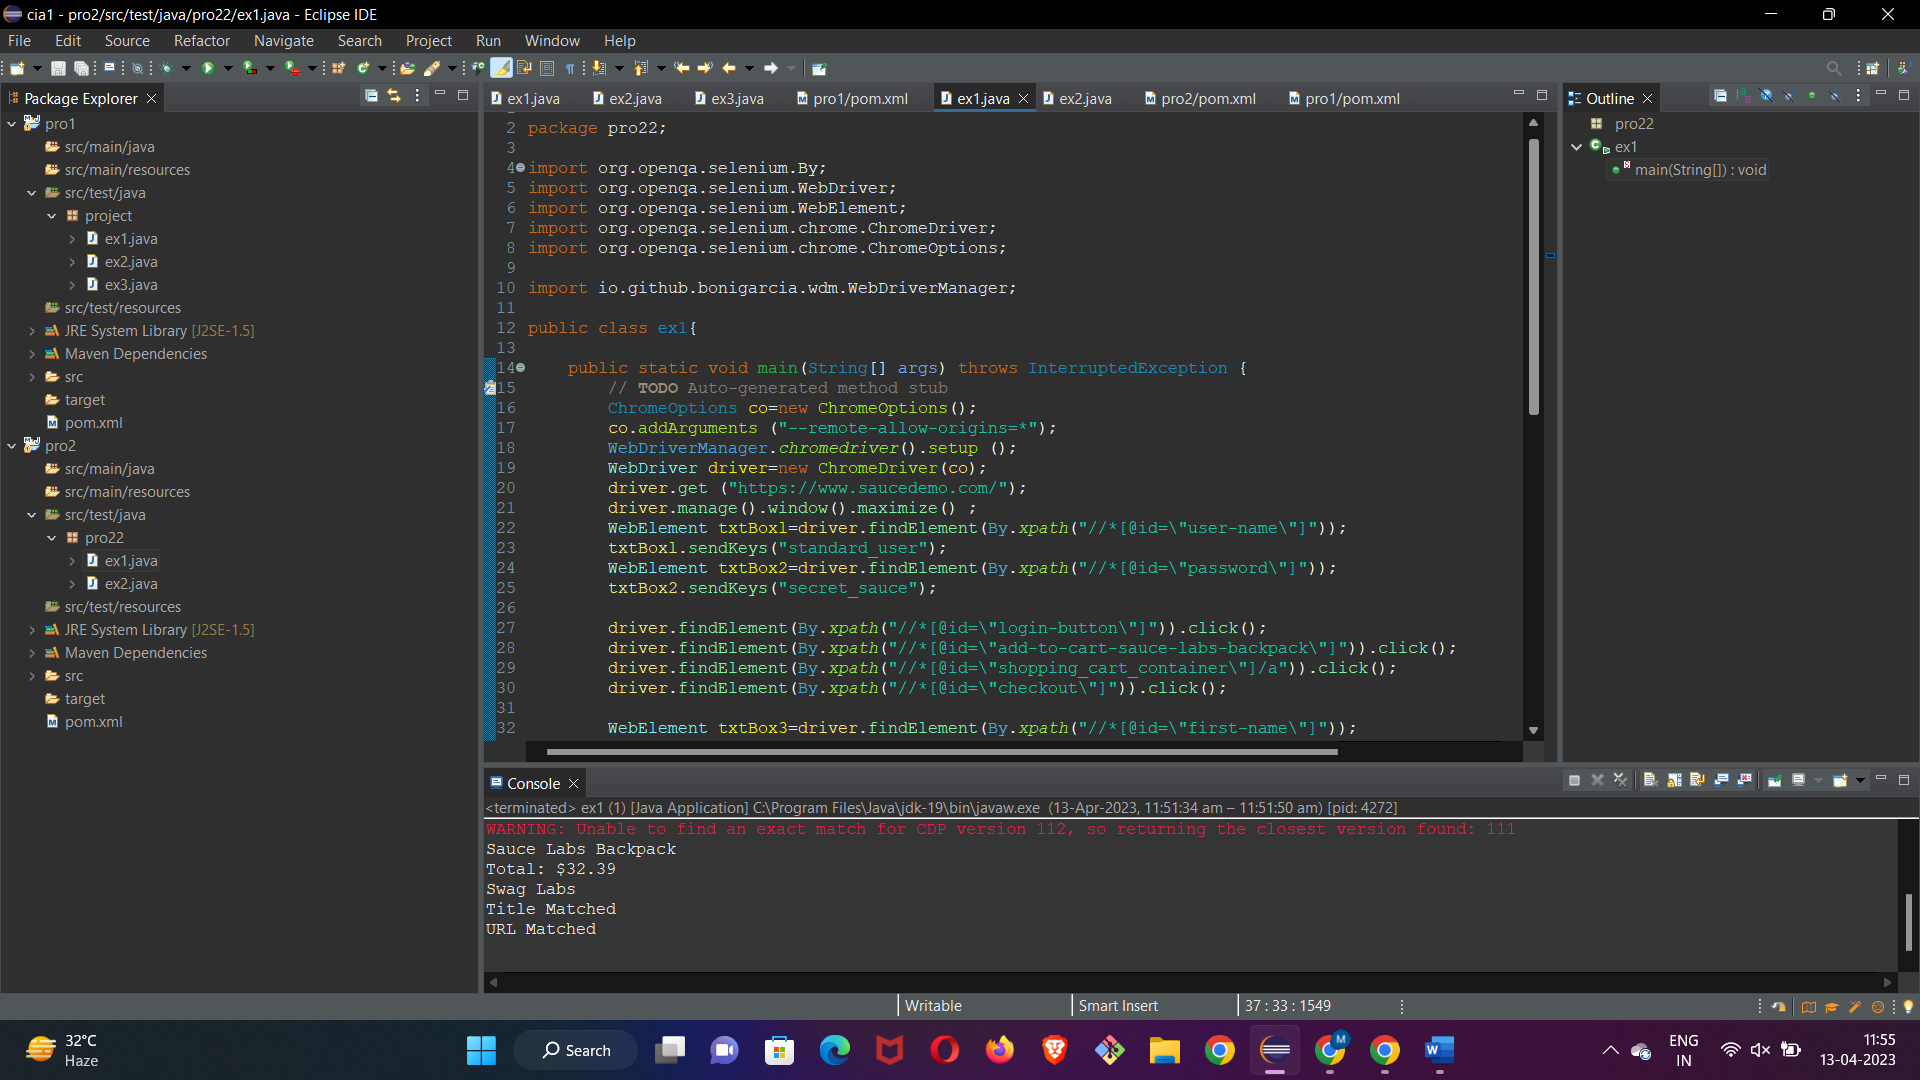 cia1 - pro2/src/test/java/pro22/ex1.java - Eclipse IDE
File Edit Source Refactor Navigate Search Project Run Window Help
Package Explorer
pro1
src/main/java
src/main/resources
src/test/java
project
ex1.java
ex2.java
ex3.java
src/test/resources
JRE System Library [J2SE-1.5]
Maven Dependencies
src
target
pom.xml
pro2
src/main/java
src/main/resources
src/test/java
pro22
ex1.java
ex2.java
src/test/resources
JRE System Library [J2SE-1.5]
Maven Dependencies
src
target
pom.xml
ex1.java ex2.java ex3.java pro1/pom.xml ex1.java ex2.java pro2/pom.xml pro1/pom.xml
2 package pro22;
3
4 import org.openqa.selenium.By;
5 import org.openqa.selenium.WebDriver;
6 import org.openqa.selenium.WebElement;
7 import org.openqa.selenium.chrome.ChromeDriver;
8 import org.openqa.selenium.chrome.ChromeOptions;
9
10 import io.github.bonigarcia.wdm.WebDriverManager;
11
12 public class ex1{
13
14 public static void main(String[] args) throws InterruptedException {
15 // TODO Auto-generated method stub
16 ChromeOptions co=new ChromeOptions();
17 co.addArguments ("--remote-allow-origins=*");
18 WebDriverManager.chromedriver().setup ();
19 WebDriver driver=new ChromeDriver(co);
20 driver.get ("https://www.saucedemo.com/");
21 driver.manage().window().maximize() ;
22 WebElement txtBoxl=driver.findElement(By.xpath("//*[@id=\"user-name\"]"));
23 txtBoxl.sendKeys("standard_user");
24 WebElement txtBox2=driver.findElement(By.xpath("//*[@id=\"password\"]"));
25 txtBox2.sendKeys("secret_sauce");
26
27 driver.findElement(By.xpath("//*[@id=\"login-button\"]")).click();
28 driver.findElement(By.xpath("//*[@id=\"add-to-cart-sauce-labs-backpack\"]")).click();
29 driver.findElement(By.xpath("//*[@id=\"shopping_cart_container\"]/a")).click();
30 driver.findElement(By.xpath("//*[@id=\"checkout\"]")).click();
31
32 WebElement txtBox3=driver.findElement(By.xpath("//*[@id=\"first-name\"]"));
Outline
pro22
ex1
main(String[]) : void
Console
<terminated> ex1 (1) [Java Application] C:\Program Files\Java\jdk-19\bin\javaw.exe (13-Apr-2023, 11:51:34 am – 11:51:50 am) [pid: 4272]
WARNING: Unable to find an exact match for CDP version 112, so returning the closest version found: 111
Sauce Labs Backpack
Total: $32.39
Swag Labs
Title Matched
URL Matched
Writable Smart Insert 37 : 33 : 1549
32°C
Haze
Search
M
ENG
IN
11:55
13-04-2023